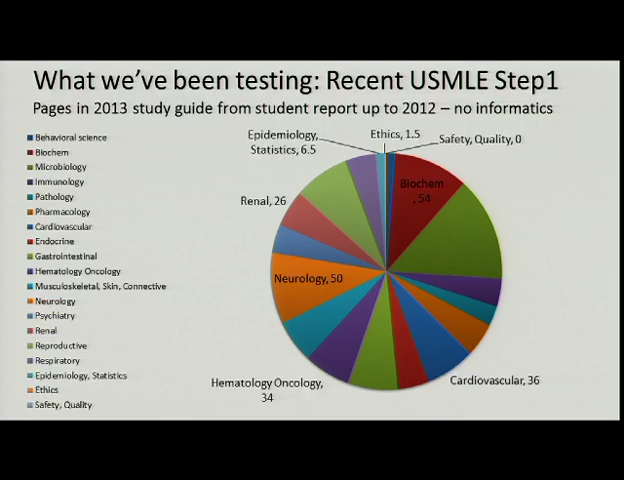 What we've been testing: Recent USMLE Step1
Pages in 2013 study guide from student report up to 2012 – no informatics
Behavioral science
Biochem
Microbiology
Immunology
Pathology
Pharmacology
Cardiovascular
Endocrine
Gastrointestinal
Hematology Oncology
Musculoskeletal, Skin, Connective
Neurology
Psychiatry
Renal
Reproductive
Respiratory
Epidemiology, Statistics
Ethics
Safety, Quality
Epidemiology,
Statistics, 6.5
Ethics, 1.5
Safety, Quality, 0
Biochem
, 54
Renal, 26
Neurology, 50
Hematology Oncology,
34
Cardiovascular, 36